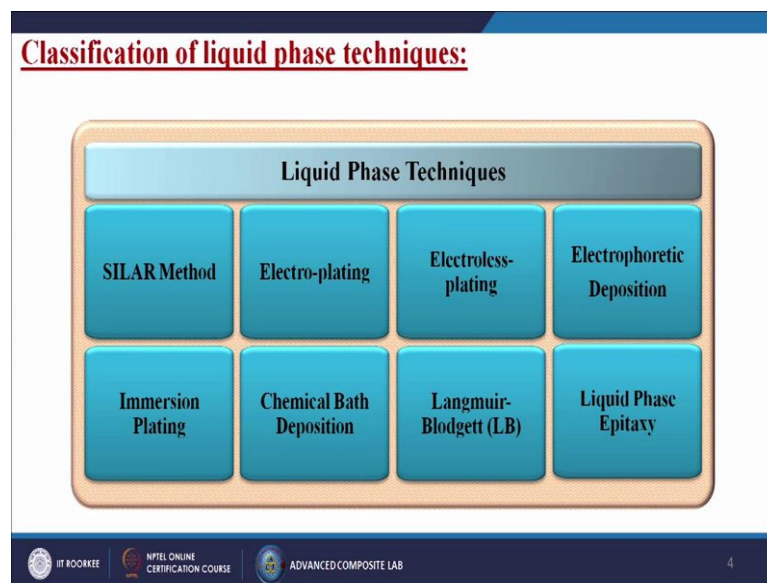 Classification of liquid phase techniques:
Liquid Phase Techniques
SILAR Method
Electro-plating
Electroless-
plating
Electrophoretic
Deposition
Immersion
Plating
Chemical Bath
Deposition
Langmuir-
Blodgett (LB)
Liquid Phase
Epitaxy
IIT ROORKEE
NPTEL ONLINE
CERTIFICATION COURSE
ADVANCED COMPOSITE LAB
4